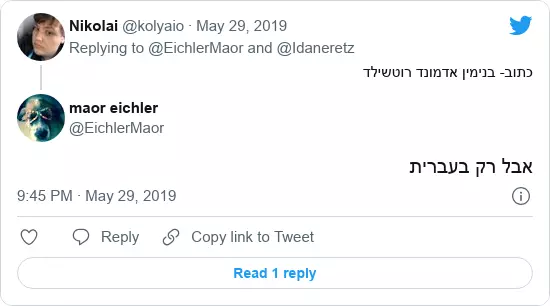 Nikolai @kolyaio · May 29, 2019
Replying to @EichlerMaor and @Idaneretz
כתוב- בנימין אדמונד רוטשילד
maor eichler
@EichlerMaor
אבל רק בעברית
9:45 PM · May 29, 2019
Reply
Copy link to Tweet
Read 1 reply